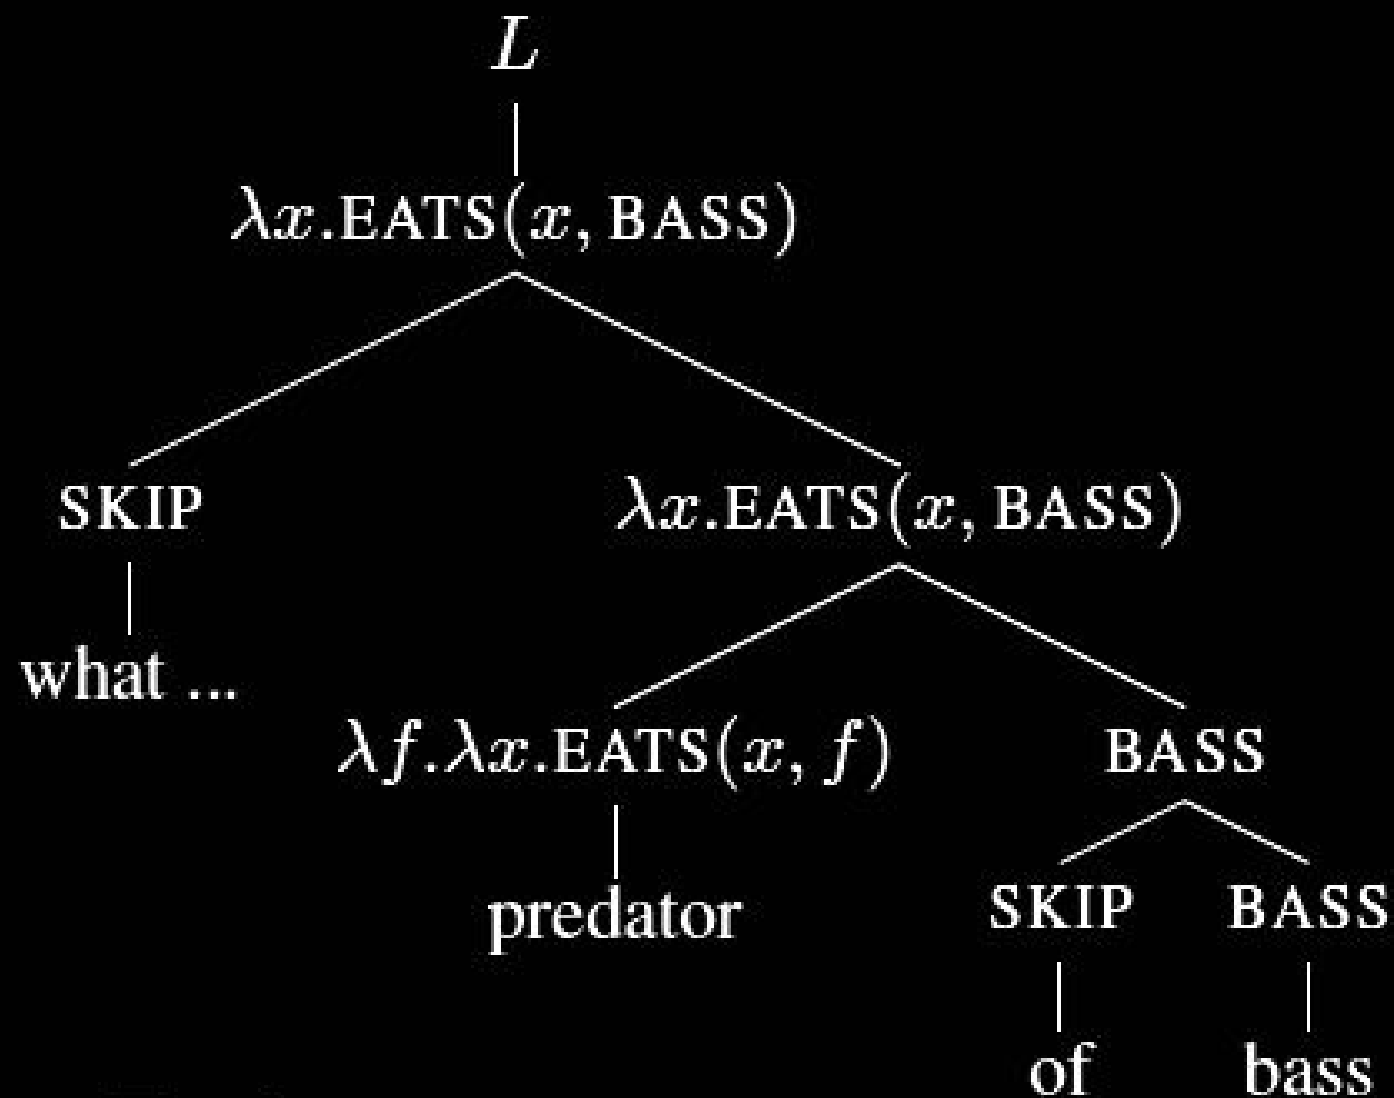 L
λx.EATS(x, BASS)
SKIP λx.EATS(x, BASS)
what ...
λf.λx.EATS(x, f) BASS
predator SKIP BASS
of bass